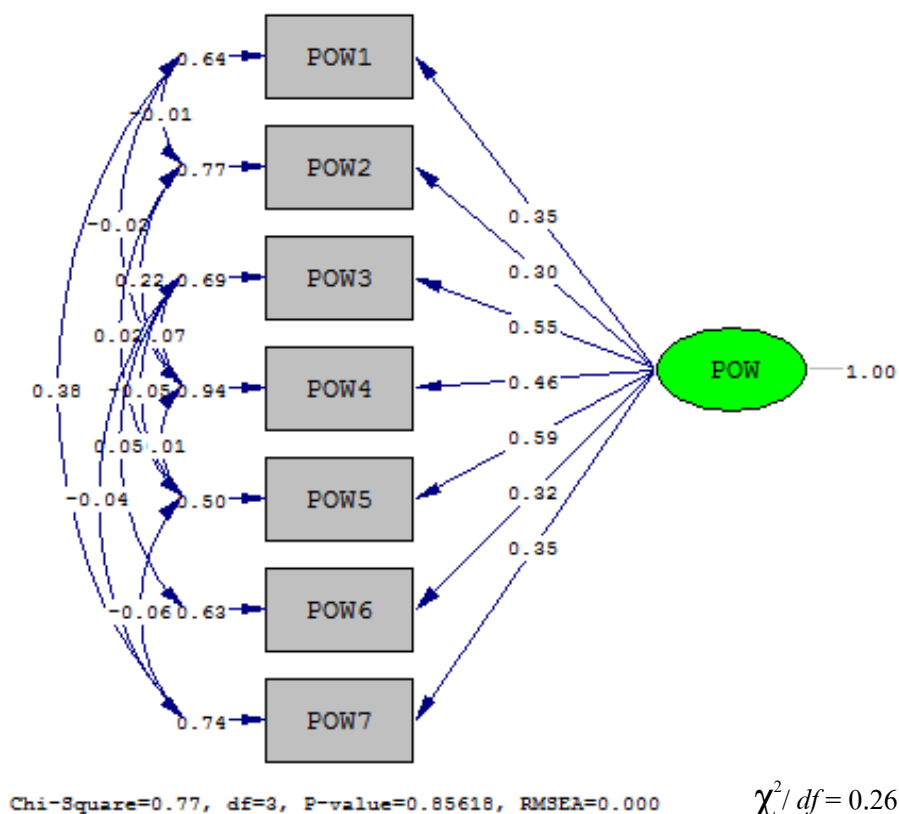 0.64 POW1
-0.01
0.77 POW2
0.35
-0.02
0.30
0.22 0.69 POW3
0.55
0.02 .07
POW 1.00
0.38 -0.05 0.94 POW4 0.46
0.59
0.05 .01
0.50 POW5 0.32
-0.04
0.35
-0.06 0.63 POW6
0.74 POW7
Chi-Square=0.77, df=3, P-value=0.85618, RMSEA=0.000 χ²/ df = 0.26